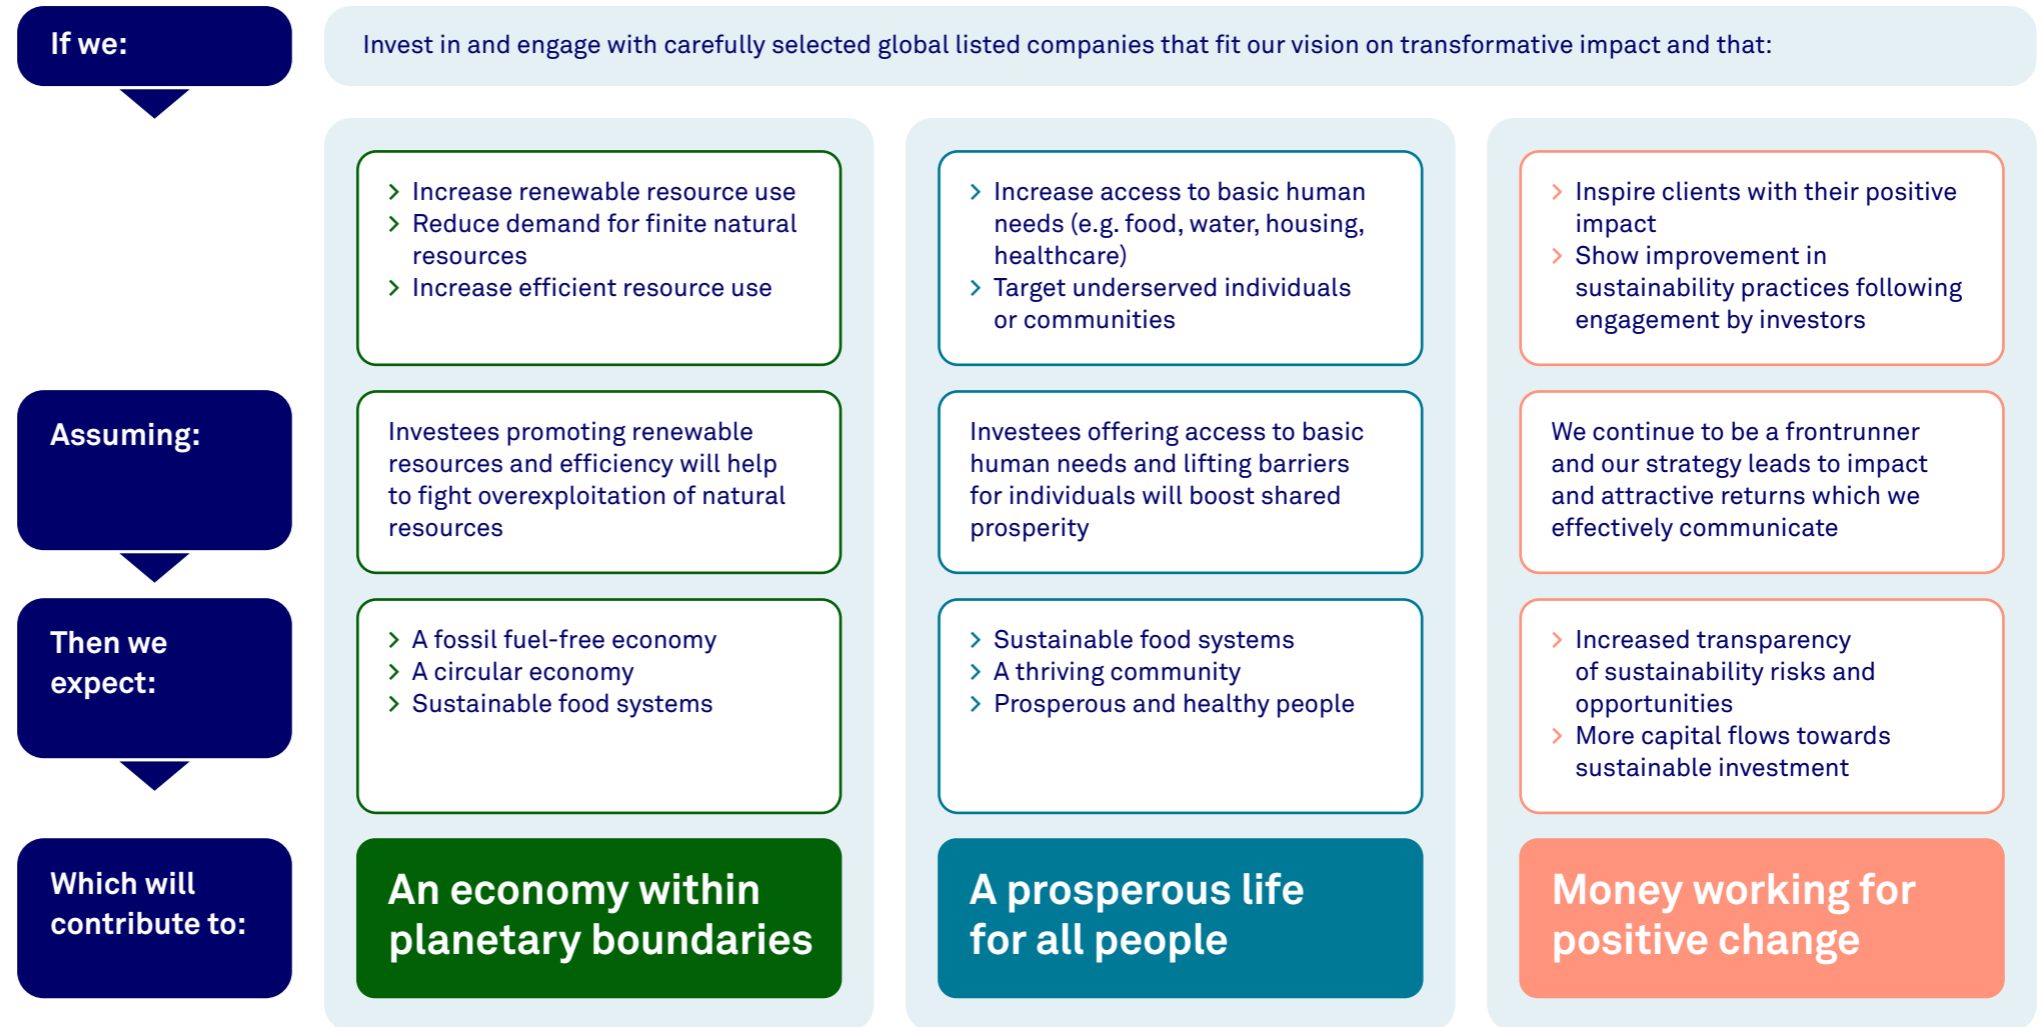 If we:
Invest in and engage with carefully selected global listed companies that fit our vision on transformative impact and that:
> Increase renewable resource use
> Reduce demand for finite natural
resources
> Increase efficient resource use
> Increase access to basic human
needs (e.g. food, water, housing,
healthcare)
> Target underserved individuals
or communities
> Inspire clients with their positive
impact
> Show improvement in
sustainability practices following
engagement by investors
Assuming:
Investees promoting renewable
resources and efficiency will help
to fight overexploitation of natural
resources
Investees offering access to basic
human needs and lifting barriers
for individuals will boost shared
prosperity
We continue to be a frontrunner
and our strategy leads to impact
and attractive returns which we
effectively communicate
Then we
expect:
> A fossil fuel-free economy
> A circular economy
> Sustainable food systems
> Sustainable food systems
> A thriving community
> Prosperous and healthy people
> Increased transparency
of sustainability risks and
opportunities
> More capital flows towards
sustainable investment
Which will
contribute to:
An economy within
planetary boundaries
A prosperous life
for all people
Money working for
positive change